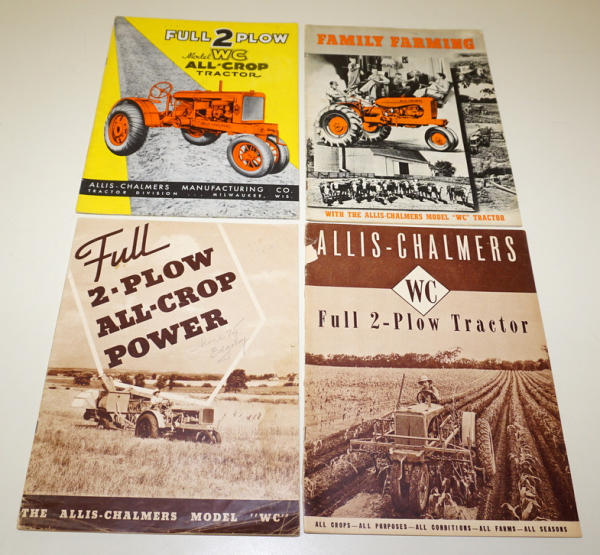 FULL 2 PLOW
Model WC
ALL-CROP
TRACTOR
ALLIS-CHALMERS MANUFACTURING CO.
TRACTOR DIVISION ... MILWAUKEE, WIS.
FAMILY FARMING
WITH THE ALLIS-CHALMERS MODEL "WC" TRACTOR
Full
2-PLOW
ALL-CROP
POWER
THE ALLIS-CHALMERS MODEL "WC"
ALLIS-CHALMERS
WC
Full 2-Plow Tractor
ALL CROPS—ALL PURPOSES—ALL CONDITIONS—ALL FARMS—ALL SEASONS